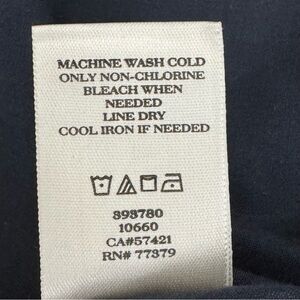 MACHINE WASH COLD
ONLY NON-CHLORINE
BLEACH WHEN
NEEDED
LINE DRY
COOL IRON IF NEEDED
393780
10660
CA#57421
RN# 77379